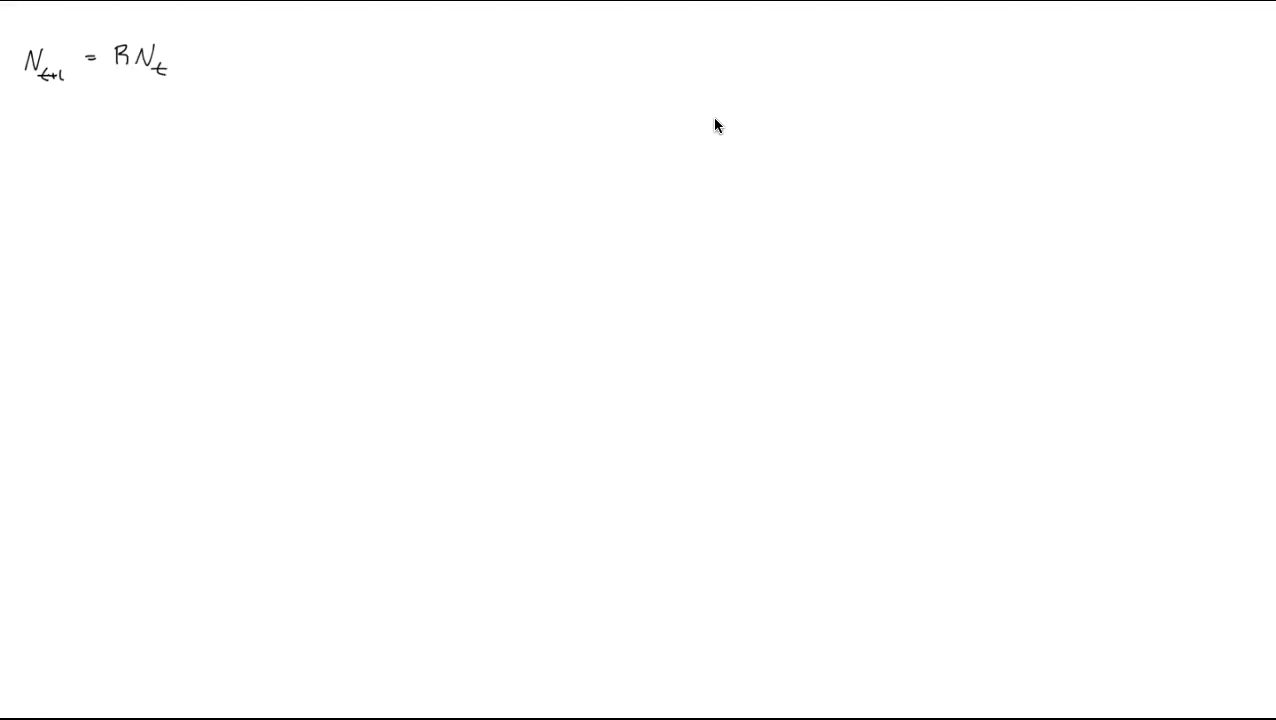 N_{t+1} = R N_t